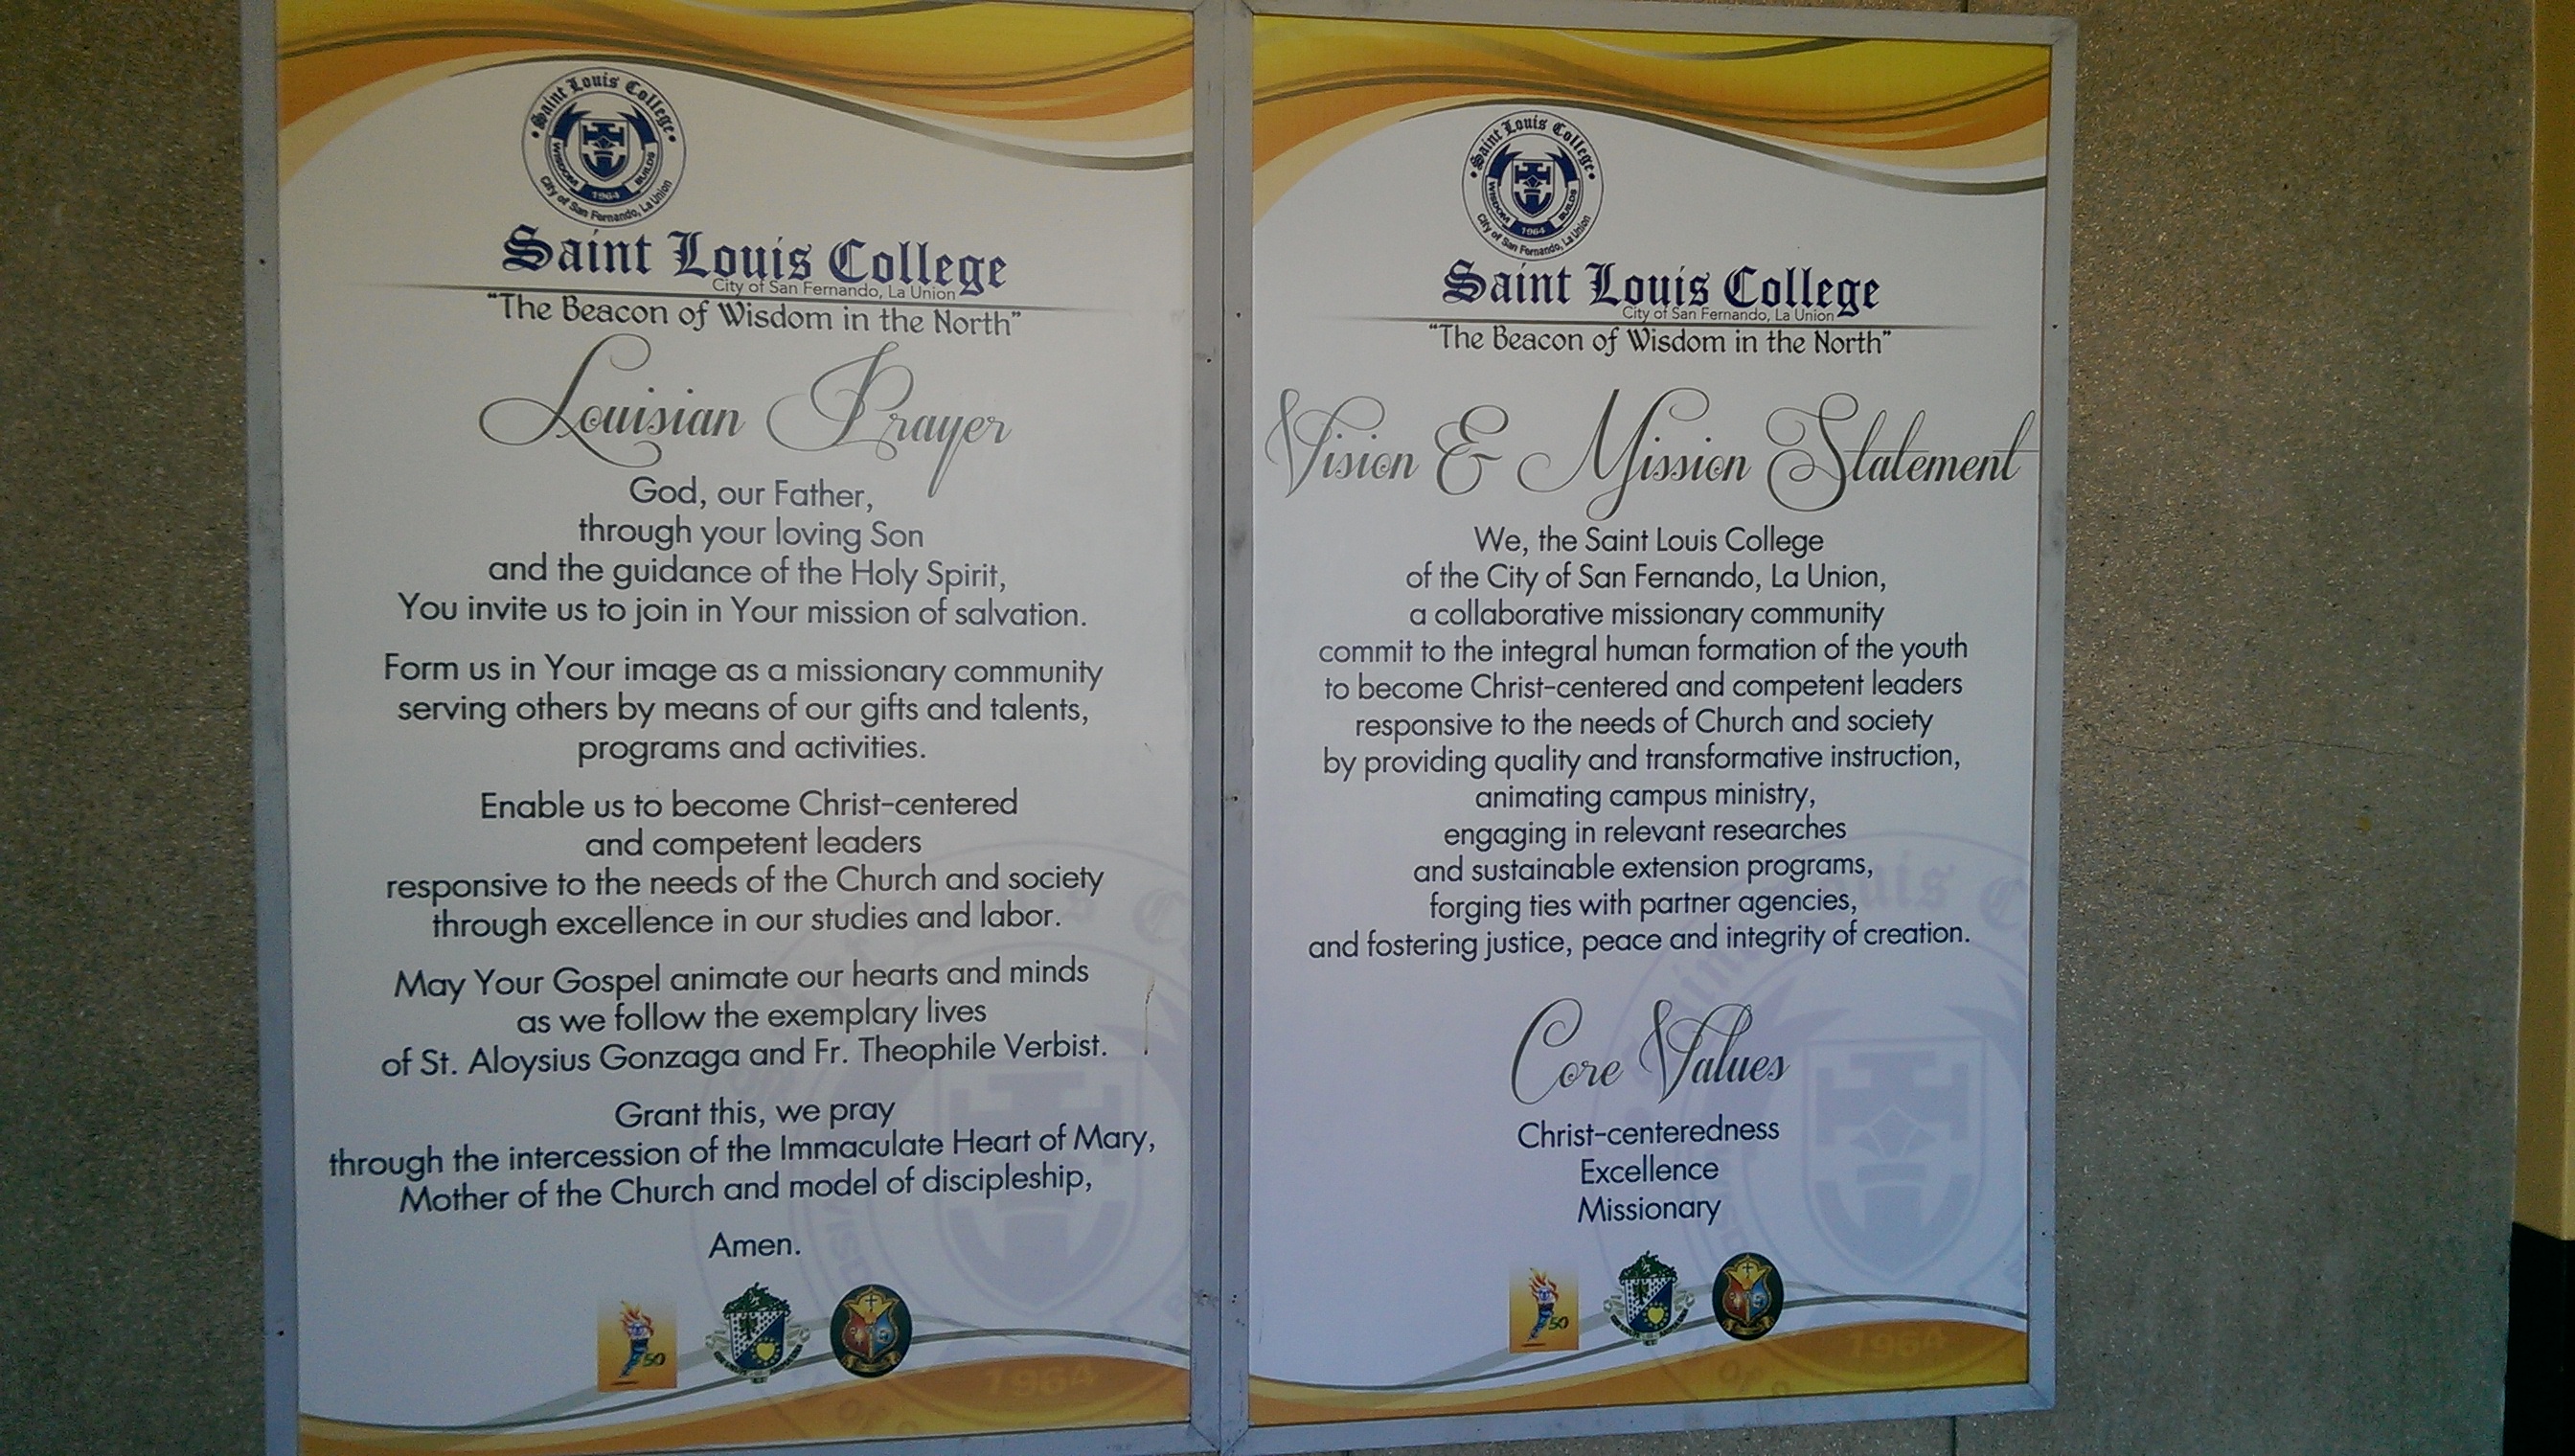 Saint Louis College
WISDOM BUILDS
1964
City of San Fernando, La Union
Saint Louis College
City of San Fernando, La Union
"The Beacon of Wisdom in the North"
Louisian Prayer
God, our Father,
through your loving Son
and the guidance of the Holy Spirit,
You invite us to join in Your mission of salvation.
Form us in Your image as a missionary community
serving others by means of our gifts and talents,
programs and activities.
Enable us to become Christ-centered
and competent leaders
responsive to the needs of the Church and society
through excellence in our studies and labor.
May Your Gospel animate our hearts and minds
as we follow the exemplary lives
of St. Aloysius Gonzaga and Fr. Theophile Verbist.
Grant this, we pray
through the intercession of the Immaculate Heart of Mary,
Mother of the Church and model of discipleship,
Amen.
50
1964
Saint Louis College
WISDOM BUILDS
1964
City of San Fernando, La Union
Saint Louis College
City of San Fernando, La Union
"The Beacon of Wisdom in the North"
Vision & Mission Statement
We, the Saint Louis College
of the City of San Fernando, La Union,
a collaborative missionary community
commit to the integral human formation of the youth
to become Christ-centered and competent leaders
responsive to the needs of Church and society
by providing quality and transformative instruction,
animating campus ministry,
engaging in relevant researches
and sustainable extension programs,
forging ties with partner agencies,
and fostering justice, peace and integrity of creation.
Core Values
Christ-centeredness
Excellence
Missionary
50
1964